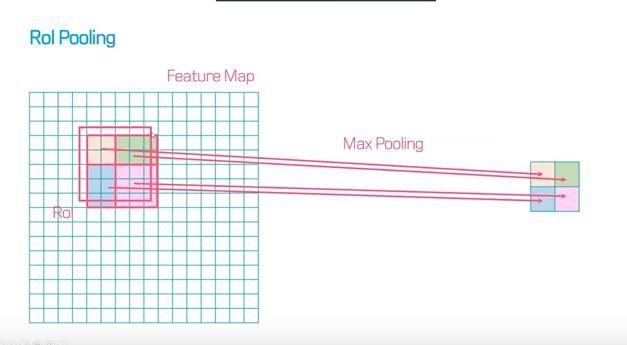 RoI Pooling
Feature Map
Max Pooling
RoI